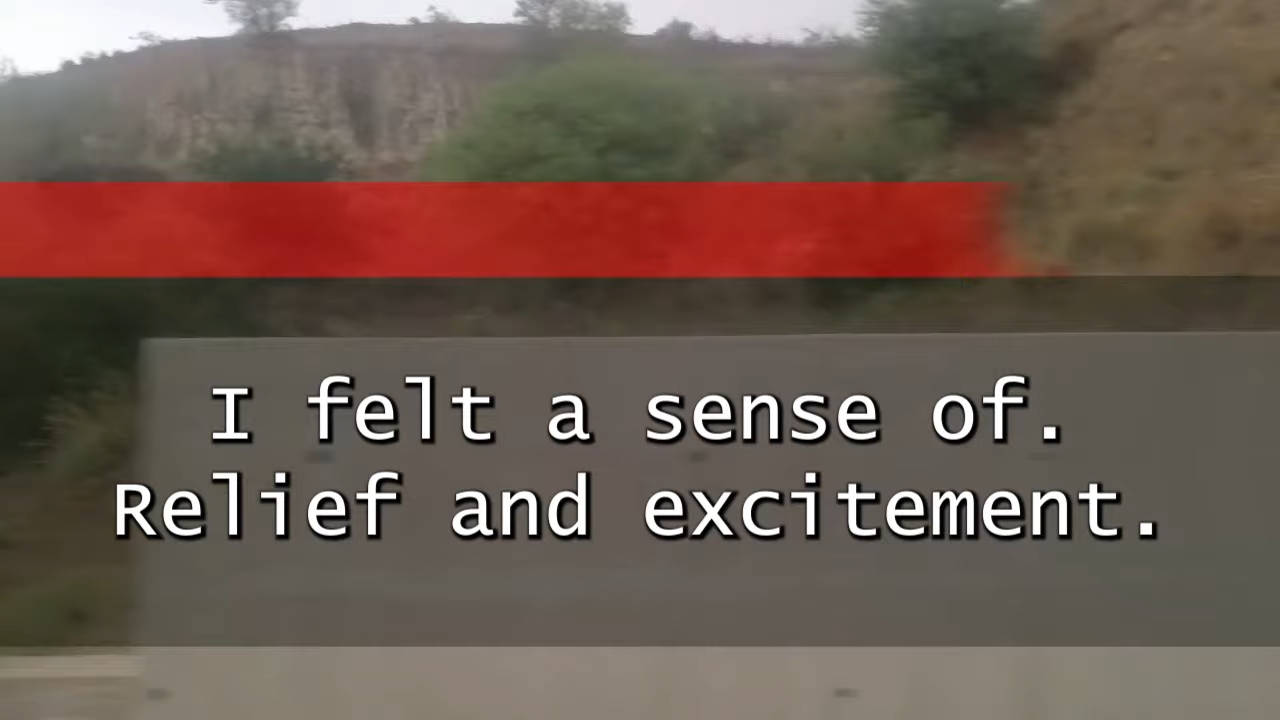 I felt a sense of.
Relief and excitement.